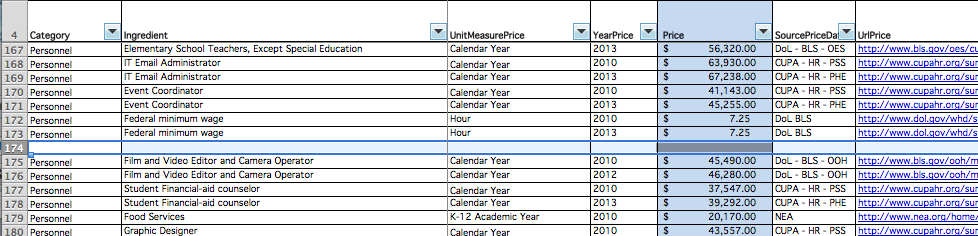 4 Category Ingredient UnitMeasurePrice YearPrice Price SourcePriceDa UrlPrice
167 Personnel Elementary School Teachers, Except Special Education Calendar Year 2013 $ 56,320.00 DoL - BLS - OES http://www.bls.gov/oes/cu
168 Personnel IT Email Administrator Calendar Year 2010 $ 63,930.00 CUPA - HR - PSS http://www.cupahr.org/sur
169 Personnel IT Email Administrator Calendar Year 2013 $ 67,238.00 CUPA - HR - PHE http://www.cupahr.org/sur
170 Personnel Event Coordinator Calendar Year 2010 $ 41,143.00 CUPA - HR - PSS http://www.cupahr.org/sur
171 Personnel Event Coordinator Calendar Year 2013 $ 45,255.00 CUPA - HR - PHE http://www.cupahr.org/sur
172 Personnel Federal minimum wage Hour 2010 $ 7.25 DoL BLS http://www.dol.gov/whd/s
173 Personnel Federal minimum wage Hour 2013 $ 7.25 DoL BLS http://www.dol.gov/whd/s
174
175 Personnel Film and Video Editor and Camera Operator Calendar Year 2010 $ 45,490.00 DoL - BLS - OOH http://www.bls.gov/ooh/m
176 Personnel Film and Video Editor and Camera Operator Calendar Year 2012 $ 46,280.00 DoL - BLS - OOH http://www.bls.gov/ooh/m
177 Personnel Student Financial-aid counselor Calendar Year 2010 $ 37,547.00 CUPA - HR - PSS http://www.cupahr.org/sur
178 Personnel Student Financial-aid counselor Calendar Year 2013 $ 39,292.00 CUPA - HR - PHE http://www.cupahr.org/sur
179 Personnel Food Services K-12 Academic Year 2010 $ 20,170.00 NEA http://www.nea.org/home/
180 Personnel Graphic Designer Calendar Year 2010 $ 43,557.00 CUPA - HR - PSS http://www.cupahr.org/sur